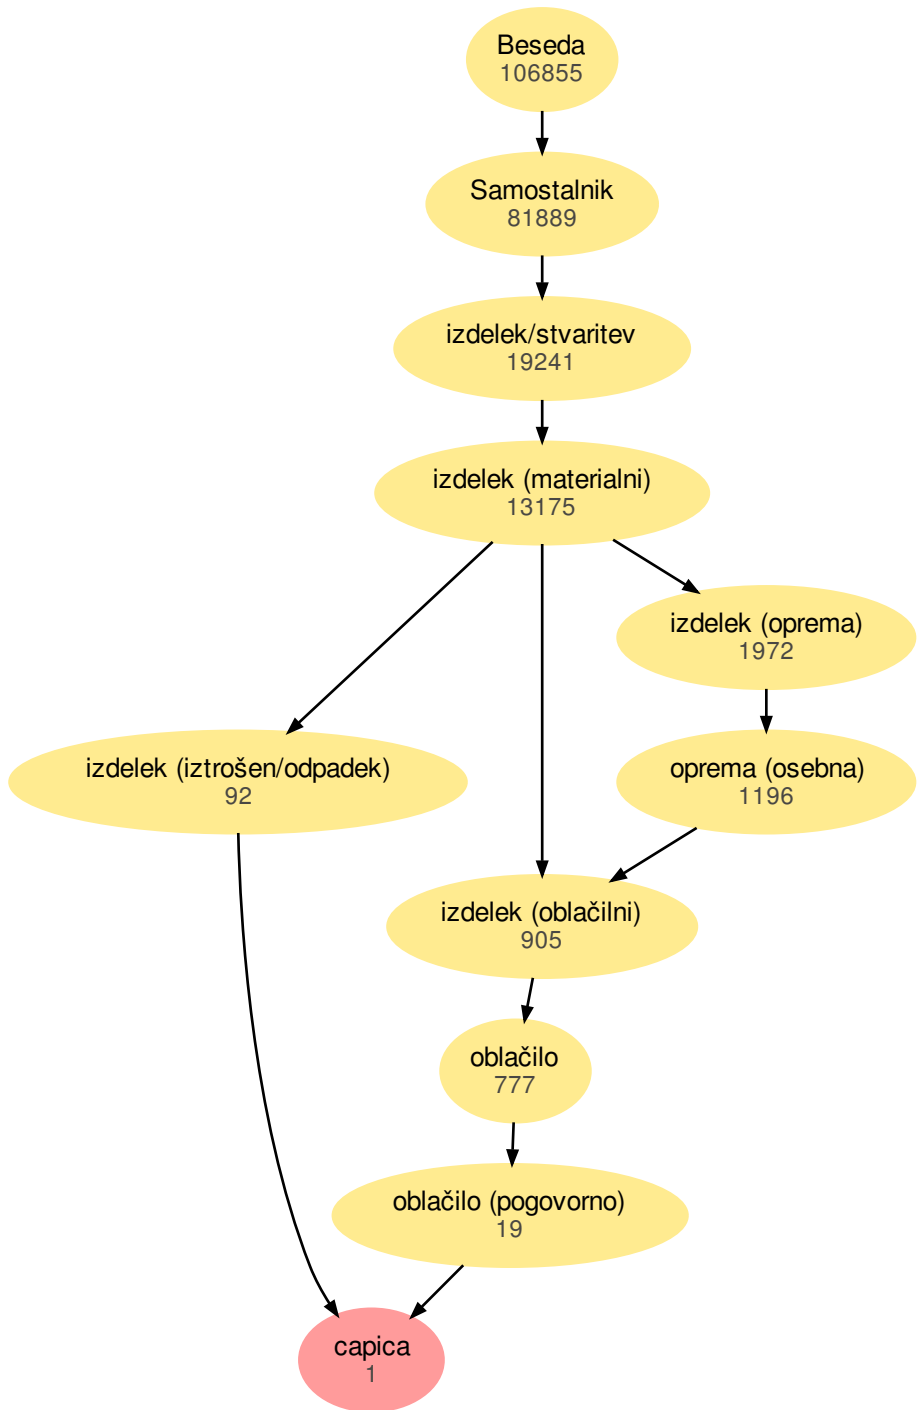 Beseda
106855
Samostalnik
81889
izdelek/stvaritev
19241
izdelek (materialni)
13175
izdelek (oprema)
1972
izdelek (iztrošen/odpadek)
92
oprema (osebna)
1196
izdelek (oblačilni)
905
oblačilo
777
oblačilo (pogovorno)
19
capica
1